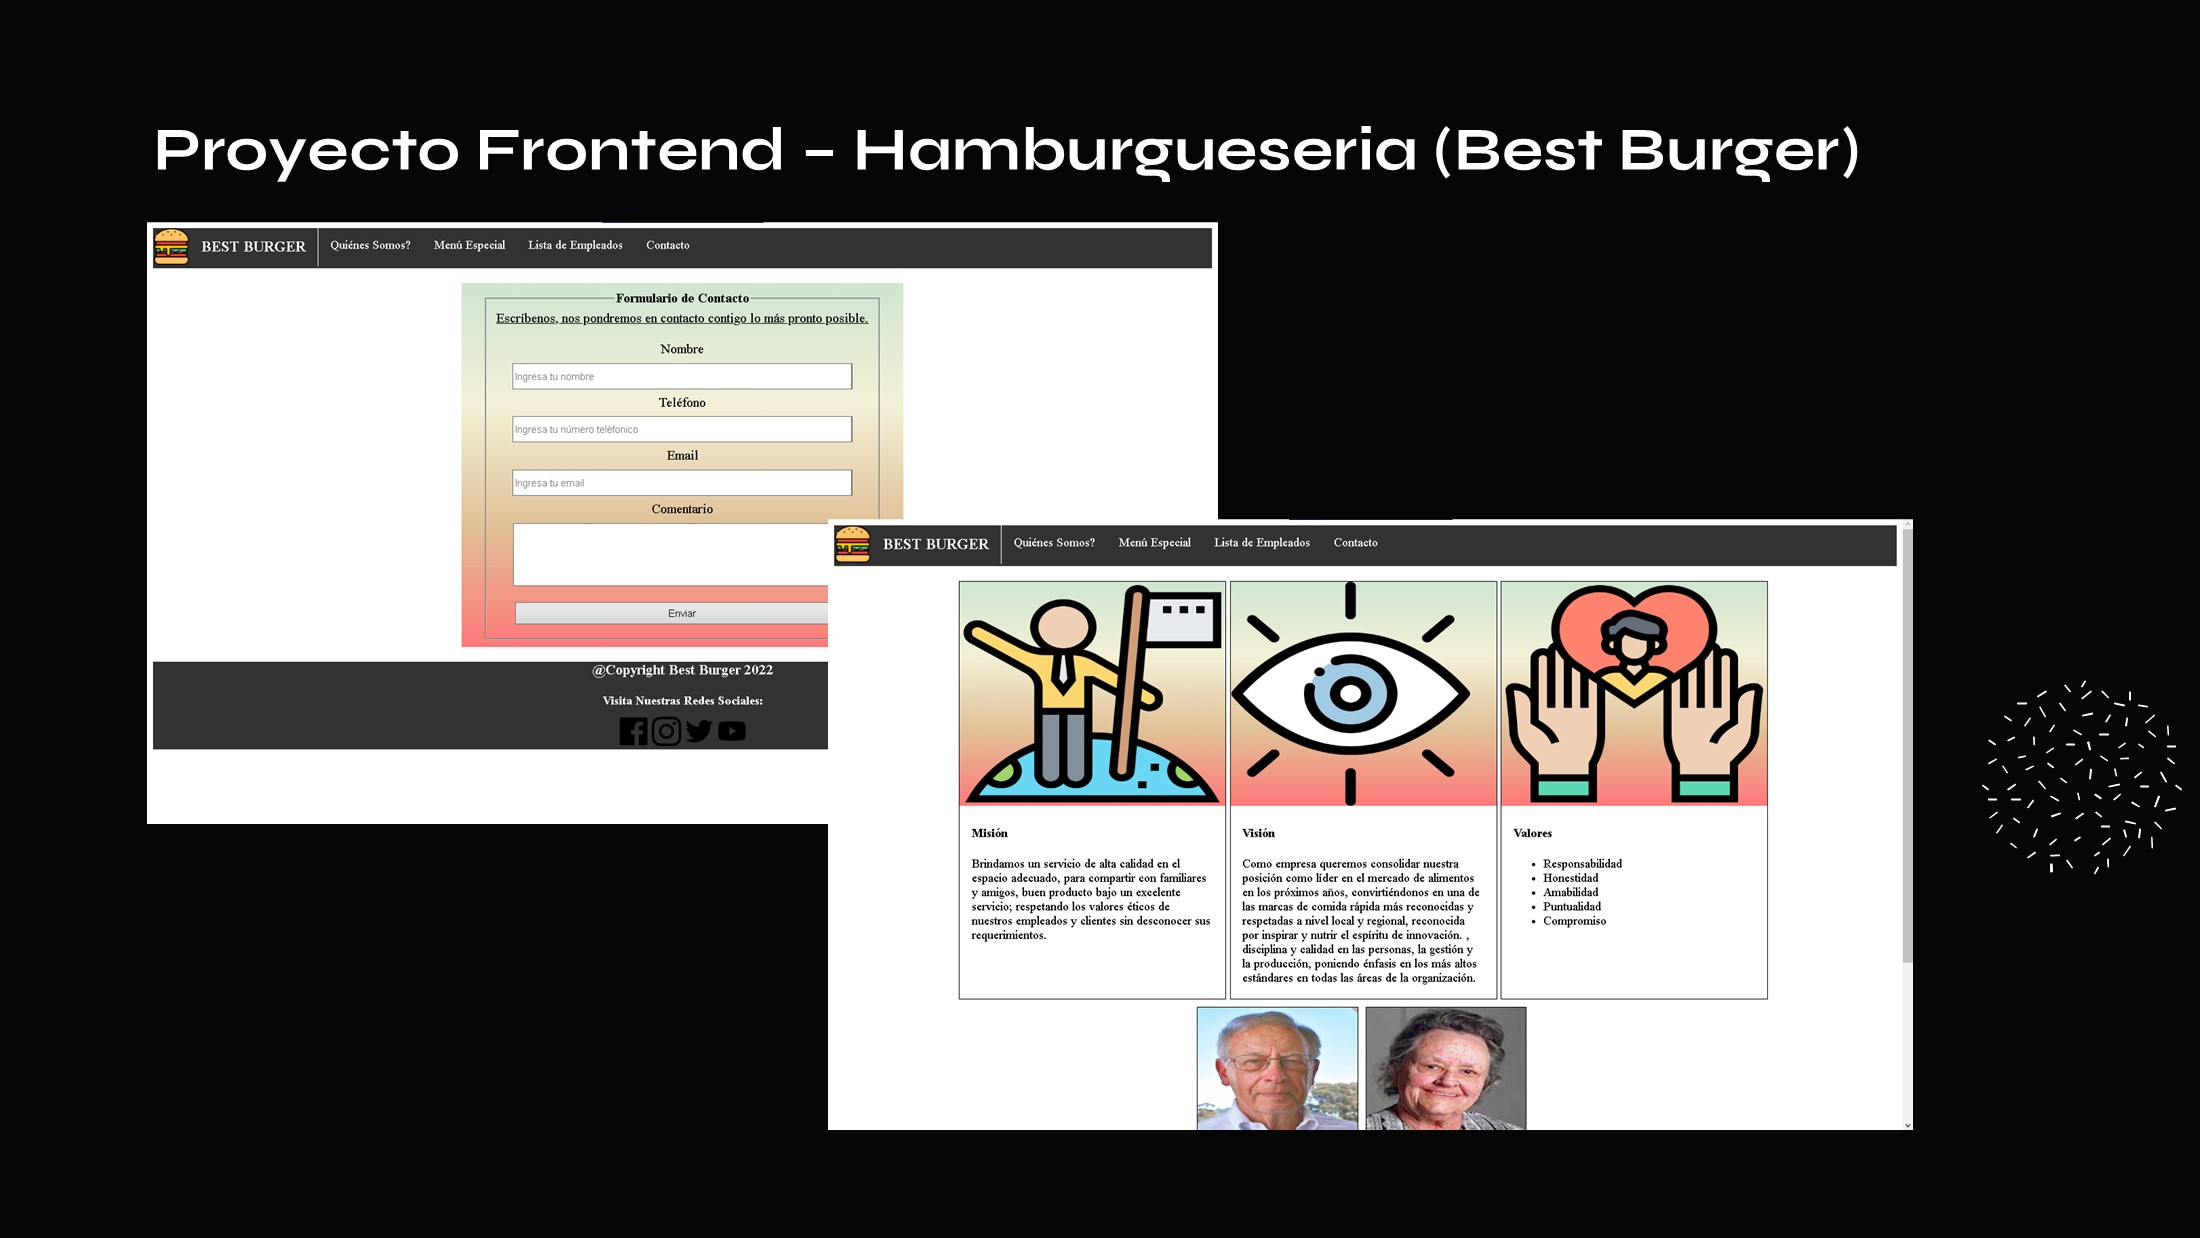 Proyecto Frontend – Hamburgueseria (Best Burger)
BEST BURGER
Quiénes Somos? Menú Especial Lista de Empleados Contacto
Formulario de Contacto
Escríbenos, nos pondremos en contacto contigo lo más pronto posible.
Nombre
Ingresa tu nombre
Teléfono
Ingresa tu número teléfonico
Email
Ingresa tu email
Comentario
Enviar
@Copyright Best Burger 2022
Visita Nuestras Redes Sociales:
BEST BURGER
Quiénes Somos? Menú Especial Lista de Empleados Contacto
Misión
Brindamos un servicio de alta calidad en el
espacio adecuado, para compartir con familiares
y amigos, buen producto bajo un excelente
servicio; respetando los valores éticos de
nuestros empleados y clientes sin desconocer sus
requerimientos.
Visión
Como empresa queremos consolidar nuestra
posición como líder en el mercado de alimentos
en los próximos años, convirtiéndonos en una de
las marcas de comida rápida más reconocidas y
respetadas a nivel local y regional, reconocida
por inspirar y nutrir el espíritu de innovación. ,
disciplina y calidad en las personas, la gestión y
la producción, poniendo énfasis en los más altos
estándares en todas las áreas de la organización.
Valores
• Responsabilidad
• Honestidad
• Amabilidad
• Puntualidad
• Compromiso